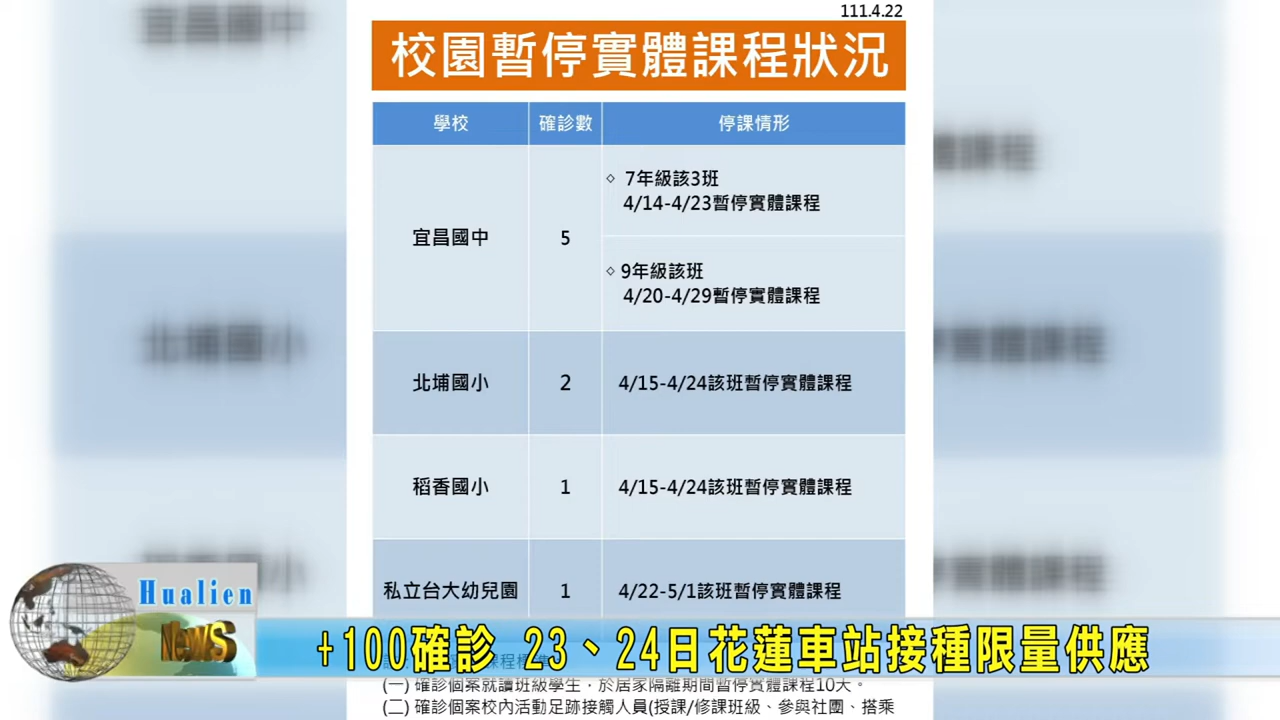 111.4.22
校園暫停實體課程狀況
學校 確診數 停課情形
宜昌國中 5
◇ 7年級該3班
4/14-4/23暫停實體課程
◇ 9年級該班
4/20-4/29暫停實體課程
北埔國小 2 4/15-4/24該班暫停實體課程
稻香國小 1 4/15-4/24該班暫停實體課程
私立台大幼兒園 1 4/22-5/1該班暫停實體課程
Hualien
NEWS
+100確診 23、24日花蓮車站接種限量供應
(一) 確診個案就讀班級學生，於居家隔離期間暫停實體課程10天。
(二) 確診個案校內活動足跡接觸人員(授課/修課班級、參與社團、搭乘